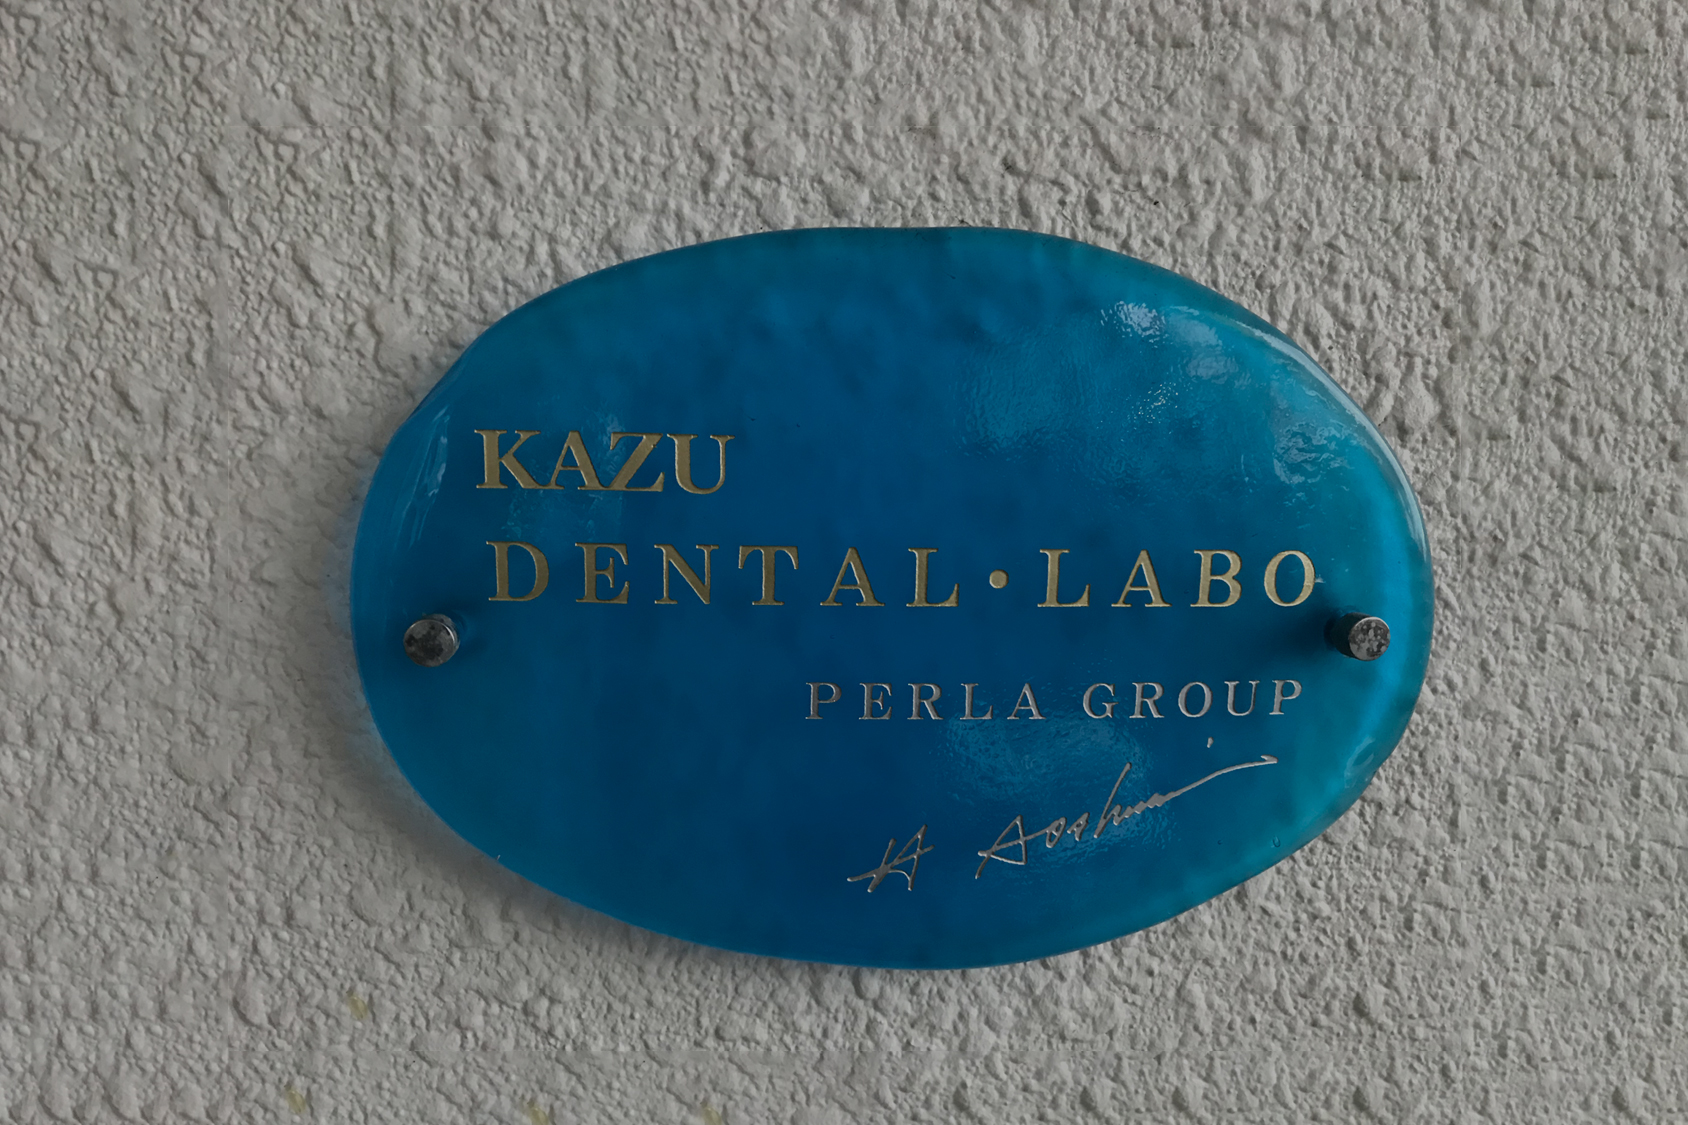 KAZU
DENTAL・LABO
PERLA GROUP